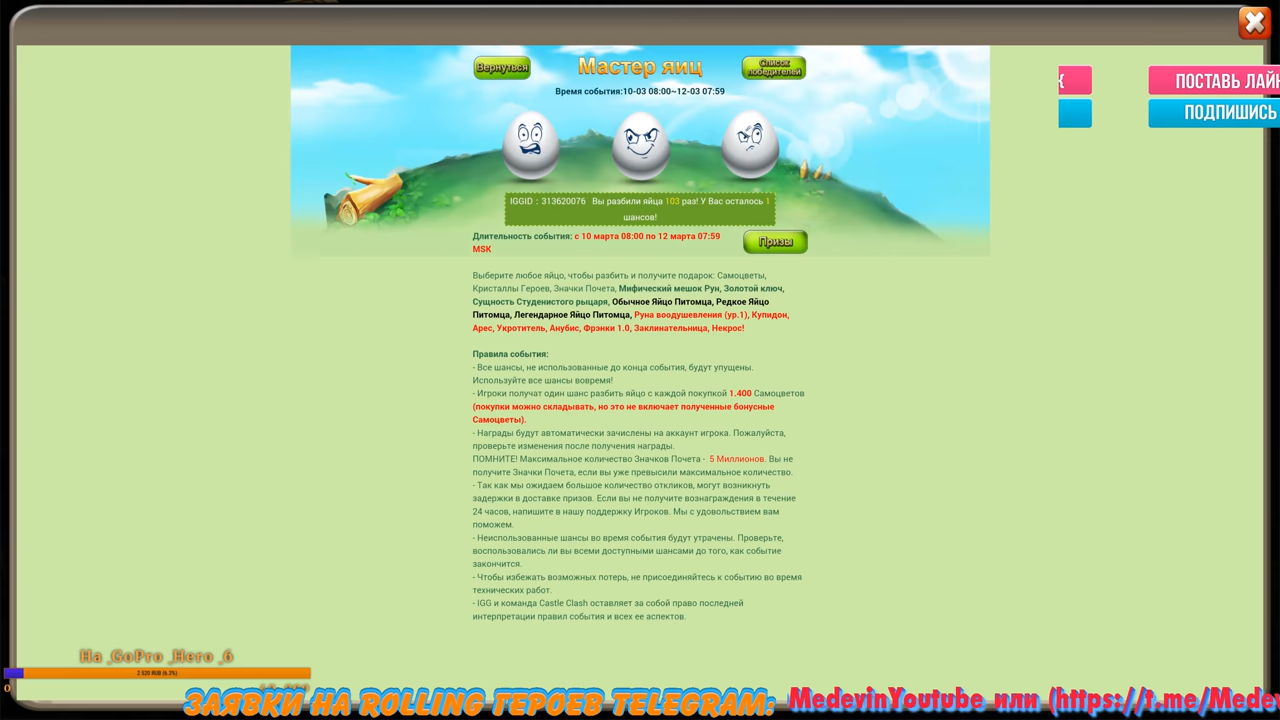 Вернуться
Мастер яиц
Список
победителей
Время события:10-03 08:00~12-03 07:59
ПОСТАВЬ ЛАЙК
ПОДПИШИСЬ
IGGID : 313620076 Вы разбили яйца 103 раз! У Вас осталось 1
шансов!
Длительность события: с 10 марта 08:00 по 12 марта 07:59
MSK
Призы
Выберите любое яйцо, чтобы разбить и получите подарок: Самоцветы,
Кристаллы Героев, Значки Почета, Мифический мешок Рун, Золотой ключ,
Сущность Студенистого рыцаря, Обычное Яйцо Питомца, Редкое Яйцо
Питомца, Легендарное Яйцо Питомца, Руна воодушевления (ур.1), Купидон,
Арес, Укротитель, Анубис, Фрэнки 1.0, Заклинательница, Некрос!
Правила события:
- Все шансы, не использованные до конца события, будут упущены.
Используйте все шансы вовремя!
- Игроки получат один шанс разбить яйцо с каждой покупкой 1.400 Самоцветов
(покупки можно складывать, но это не включает полученные бонусные
Самоцветы).
- Награды будут автоматически зачислены на аккаунт игрока. Пожалуйста,
проверьте изменения после получения награды.
ПОМНИТЕ! Максимальное количество Значков Почета - 5 Миллионов. Вы не
получите Значки Почета, если вы уже превысили максимальное количество.
- Так как мы ожидаем большое количество откликов, могут возникнуть
задержки в доставке призов. Если вы не получите вознаграждения в течение
24 часов, напишите в нашу поддержку Игроков. Мы с удовольствием вам
поможем.
- Неиспользованные шансы во время события будут утрачены. Проверьте,
воспользовались ли вы всеми доступными шансами до того, как событие
закончится.
- Чтобы избежать возможных потерь, не присоединяйтесь к событию во время
технических работ.
- IGG и команда Castle Clash оставляет за собой право последней
интерпретации правил события и всех ее аспектов.
На _GoPro _Hero _6
2 530 RUB (6.3%)
0
ЗАЯВКИ НА ROLLING ГЕРОЕВ TELEGRAM: MedevinYoutube или (https://t.me/Medev